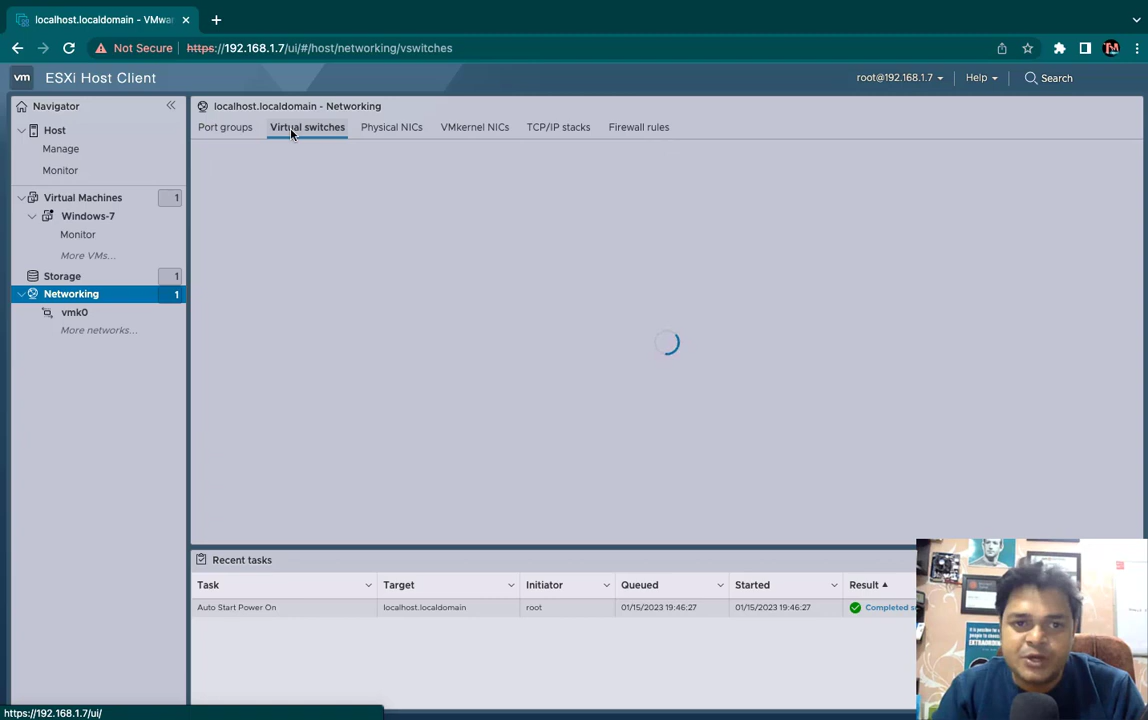 localhost.localdomain - VMwa
Not Secure https://192.168.1.7/ui/#/host/networking/vswitches
vm ESXi Host Client
root@192.168.1.7 Help Search
Navigator
Host
Manage
Monitor
Virtual Machines 1
Windows-7
Monitor
More VMs...
Storage 1
Networking 1
vmk0
More networks...
localhost.localdomain - Networking
Port groups Virtual switches Physical NICs VMkernel NICs TCP/IP stacks Firewall rules
Recent tasks
Task Target Initiator Queued Started Result
Auto Start Power On localhost.localdomain root 01/15/2023 19:46:27 01/15/2023 19:46:27 Completed s
https://192.168.1.7/ui/